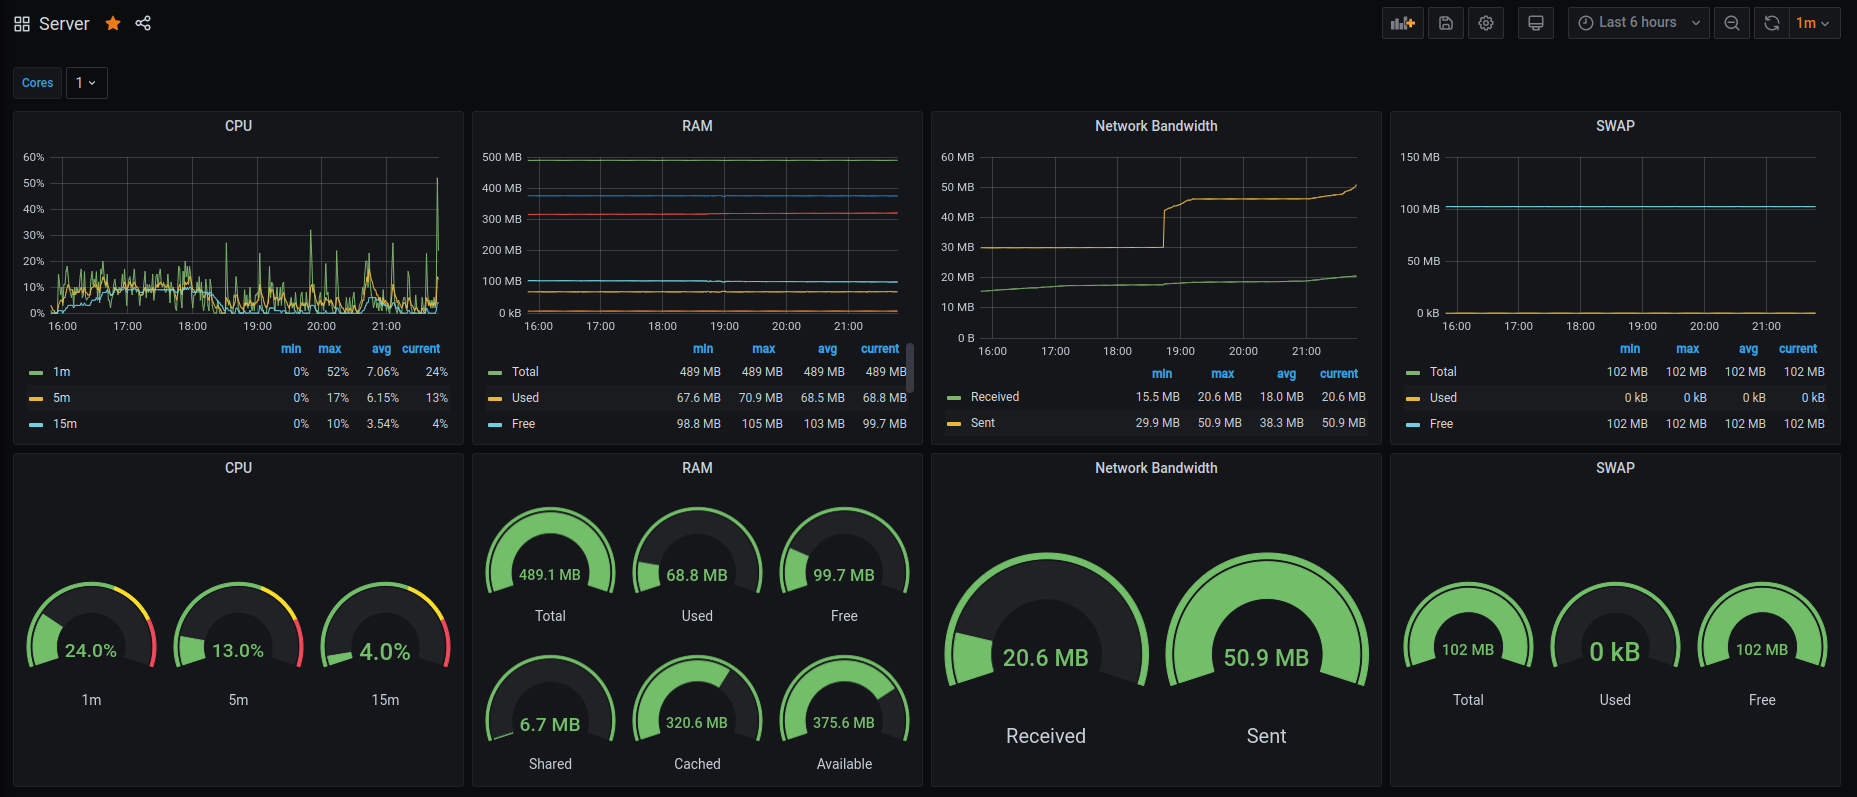 Server
Last 6 hours
1m
Cores
1
CPU
60%
50%
40%
30%
20%
10%
0%
16:00 17:00 18:00 19:00 20:00 21:00
min max avg current
1m 0% 52% 7.06% 24%
5m 0% 17% 6.15% 13%
15m 0% 10% 3.54% 4%
RAM
500 MB
400 MB
300 MB
200 MB
100 MB
0 kB
16:00 17:00 18:00 19:00 20:00 21:00
min max avg current
Total 489 MB 489 MB 489 MB 489 MB
Used 67.6 MB 70.9 MB 68.5 MB 68.8 MB
Free 98.8 MB 105 MB 103 MB 99.7 MB
Network Bandwidth
60 MB
50 MB
40 MB
30 MB
20 MB
10 MB
0 B
16:00 17:00 18:00 19:00 20:00 21:00
min max avg current
Received 15.5 MB 20.6 MB 18.0 MB 20.6 MB
Sent 29.9 MB 50.9 MB 38.3 MB 50.9 MB
SWAP
150 MB
100 MB
50 MB
0 kB
16:00 17:00 18:00 19:00 20:00 21:00
min max avg current
Total 102 MB 102 MB 102 MB 102 MB
Used 0 kB 0 kB 0 kB 0 kB
Free 102 MB 102 MB 102 MB 102 MB
CPU
24.0% 13.0% 4.0%
1m 5m 15m
RAM
489.1 MB 68.8 MB 99.7 MB
Total Used Free
6.7 MB 320.6 MB 375.6 MB
Shared Cached Available
Network Bandwidth
20.6 MB 50.9 MB
Received Sent
SWAP
102 MB 0 kB 102 MB
Total Used Free